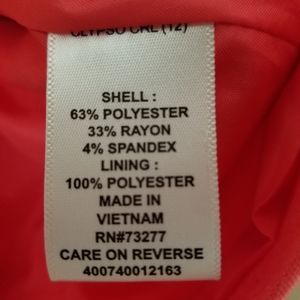 CLYPSO CRL (12)
SHELL :
63% POLYESTER
33% RAYON
4% SPANDEX
LINING :
100% POLYESTER
MADE IN
VIETNAM
RN#73277
CARE ON REVERSE
400740012163